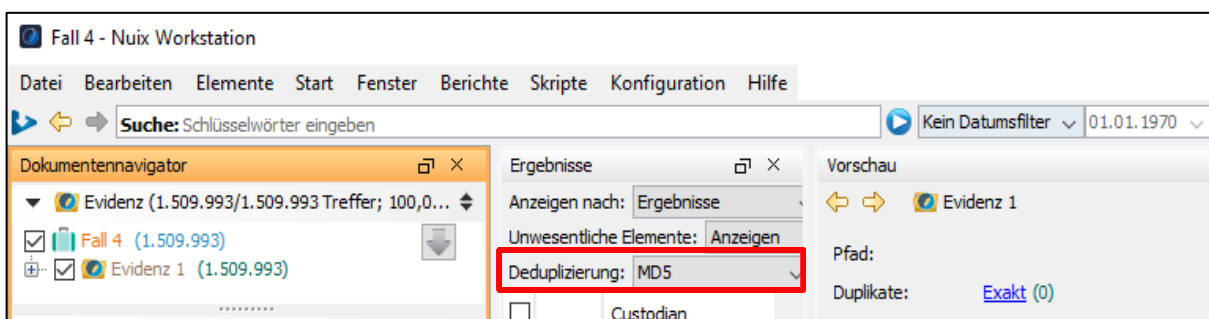 Fall 4 - Nuix Workstation
Datei Bearbeiten Elemente Start Fenster Berichte Skripte Konfiguration Hilfe
Suche: Schlüsselwörter eingeben Kein Datumsfilter 01.01.1970
Dokumentennavigator
Evidenz (1.509.993/1.509.993 Treffer; 100,0...
Fall 4 (1.509.993)
Evidenz 1 (1.509.993)
Ergebnisse
Anzeigen nach: Ergebnisse
Unwesentliche Elemente: Anzeigen
Deduplizierung: MD5
Custodian
Vorschau
Evidenz 1
Pfad:
Duplikate: Exakt (0)